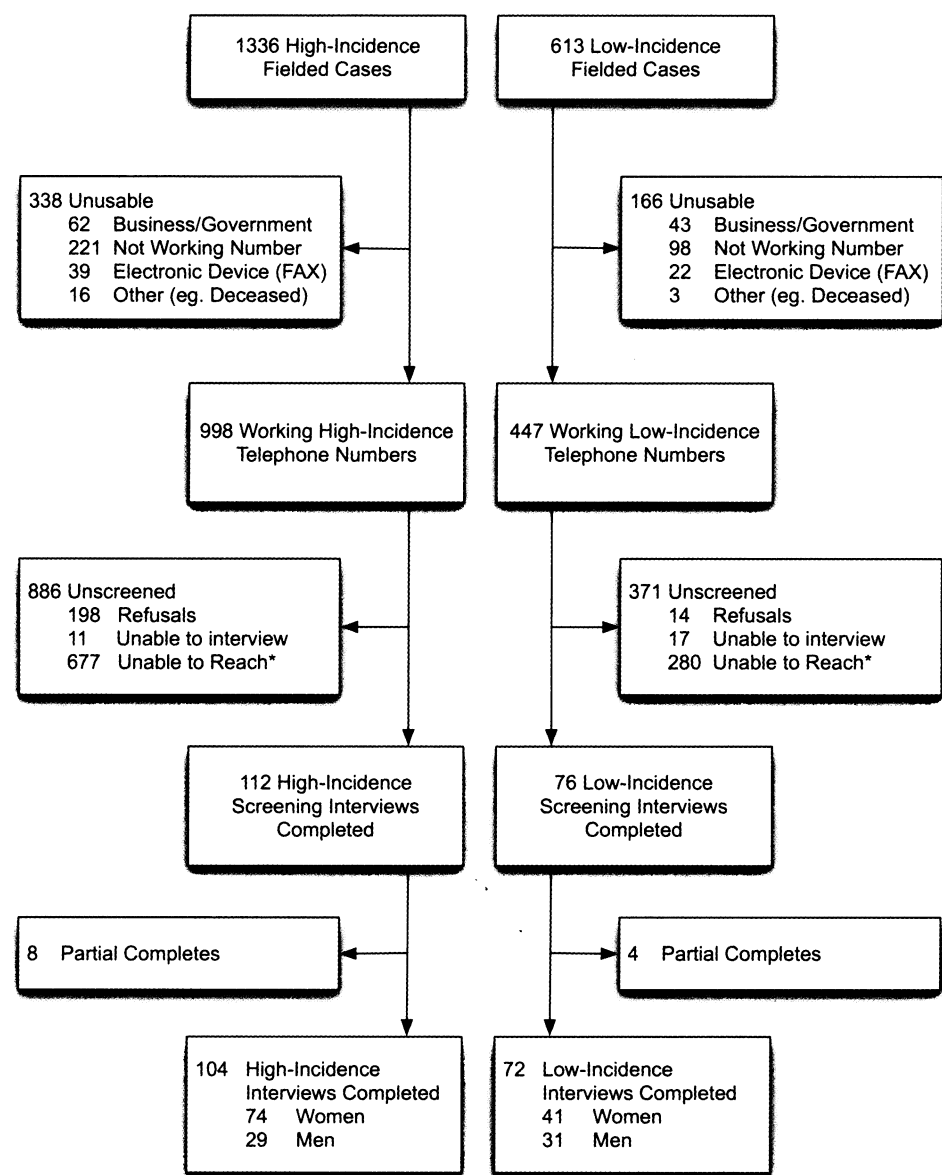 1336 High-Incidence
Fielded Cases
613 Low-Incidence
Fielded Cases
338 Unusable
62 Business/Government
221 Not Working Number
39 Electronic Device (FAX)
16 Other (eg. Deceased)
166 Unusable
43 Business/Government
98 Not Working Number
22 Electronic Device (FAX)
3 Other (eg. Deceased)
998 Working High-Incidence
Telephone Numbers
447 Working Low-Incidence
Telephone Numbers
886 Unscreened
198 Refusals
11 Unable to interview
677 Unable to Reach*
371 Unscreened
14 Refusals
17 Unable to interview
280 Unable to Reach*
112 High-Incidence
Screening Interviews
Completed
76 Low-Incidence
Screening Interviews
Completed
8 Partial Completes
4 Partial Completes
104 High-Incidence
Interviews Completed
74 Women
29 Men
72 Low-Incidence
Interviews Completed
41 Women
31 Men